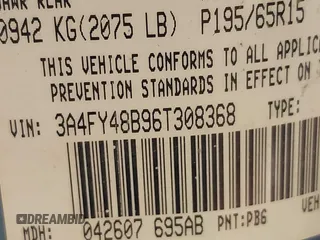 0942 KG(2075 LB) P195/65R15
THIS VEHICLE CONFORMS TO ALL APPLIC
PREVENTION STANDARDS IN EFFECT ON T
VIN: 3A4FY48B96T308368 TYPE:
MDH: 042607 695AB PNT:PB6 VEH
DREAMBID